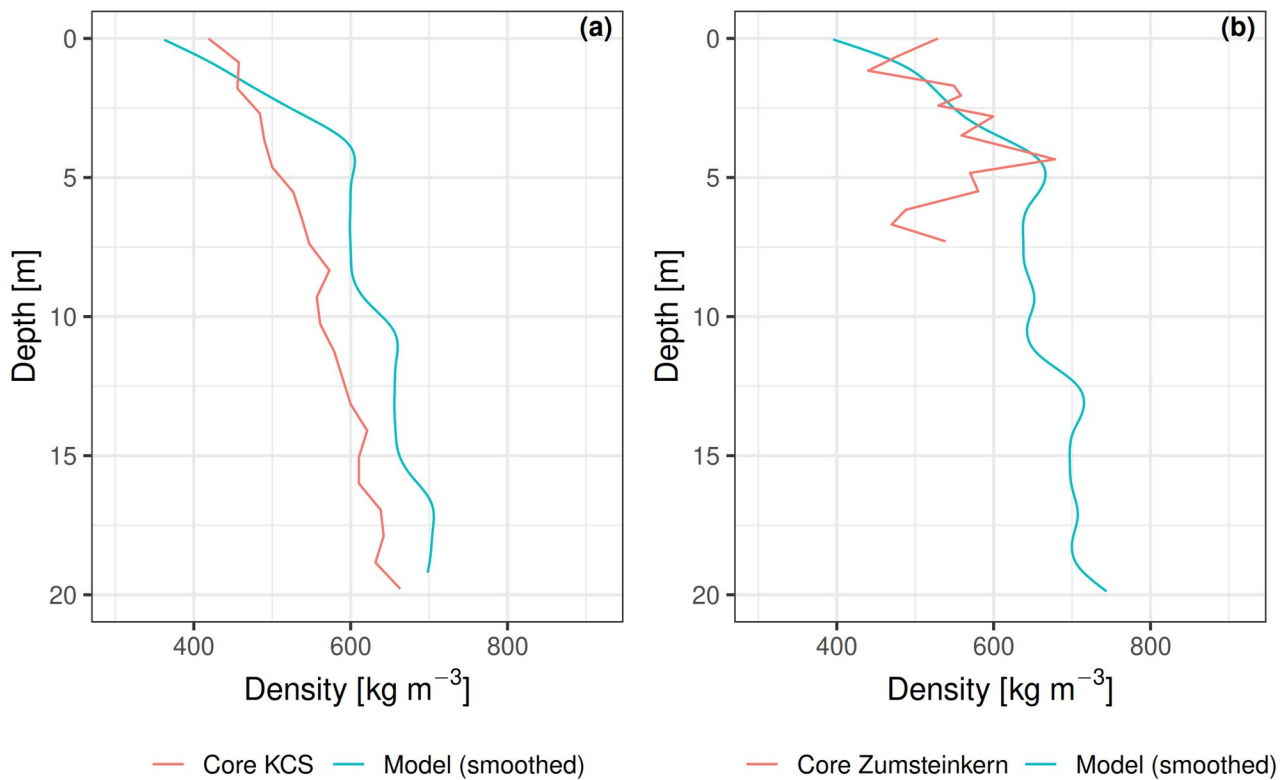 (a)
0
5
10
15
20
Depth [m]
400 600 800
Density [kg m⁻³]
Core KCS Model (smoothed)
(b)
0
5
10
15
20
Depth [m]
400 600 800
Density [kg m⁻³]
Core Zumsteinkern Model (smoothed)